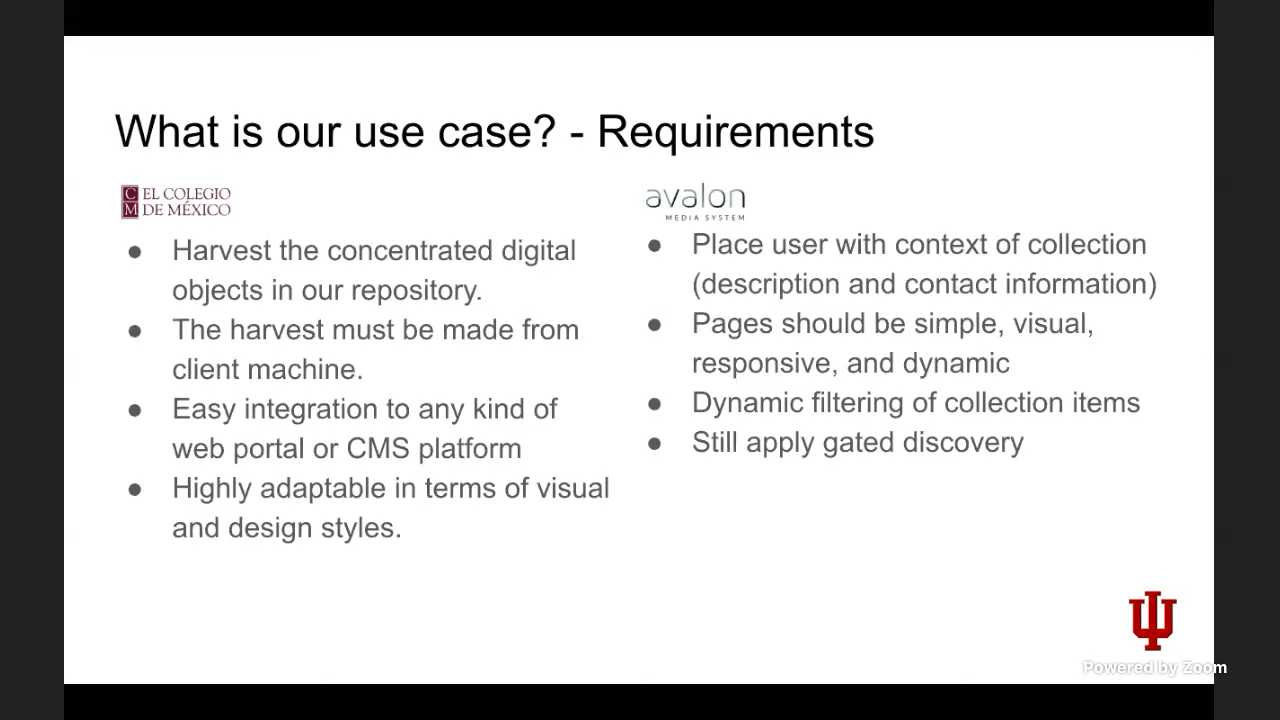 What is our use case? - Requirements
CM EL COLEGIO
DE MÉXICO
● Harvest the concentrated digital
objects in our repository.
● The harvest must be made from
client machine.
● Easy integration to any kind of
web portal or CMS platform
● Highly adaptable in terms of visual
and design styles.
avalon
MEDIA SYSTEM
● Place user with context of collection
(description and contact information)
● Pages should be simple, visual,
responsive, and dynamic
● Dynamic filtering of collection items
● Still apply gated discovery
Powered by Zoom